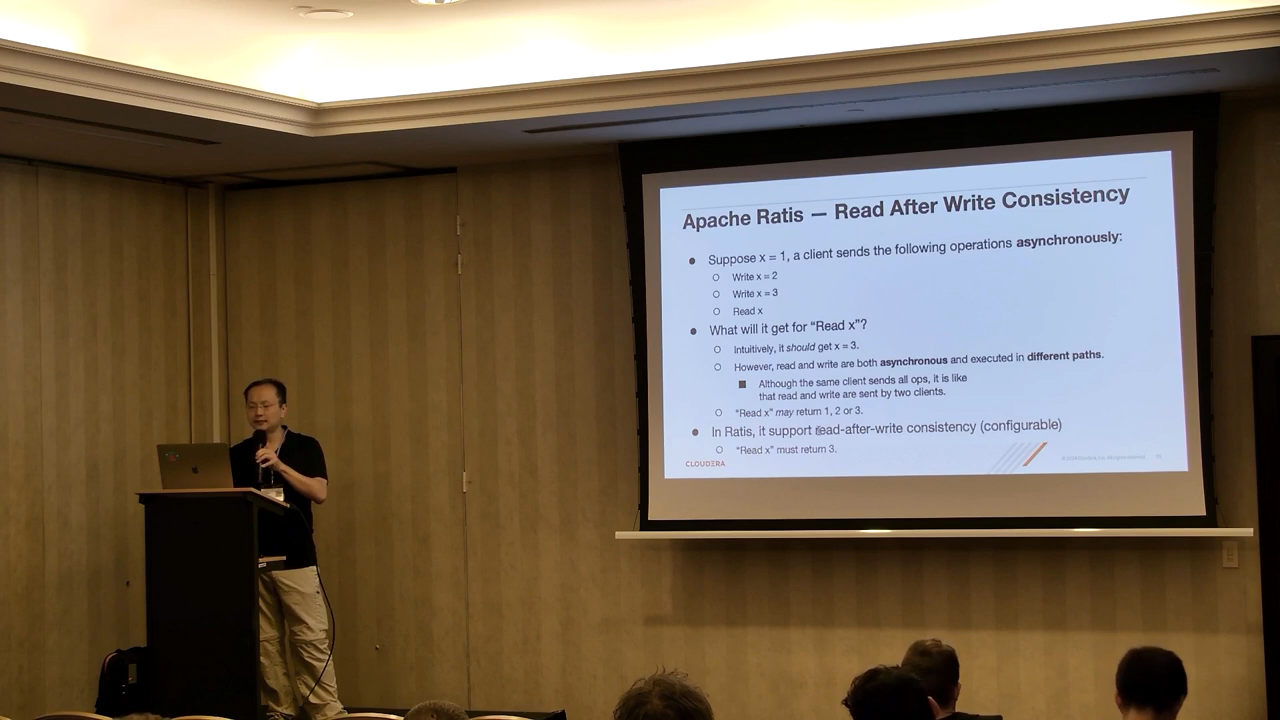 Apache Ratis — Read After Write Consistency
● Suppose x = 1, a client sends the following operations asynchronously:
○ Write x = 2
○ Write x = 3
○ Read x
● What will it get for “Read x”?
○ Intuitively, it should get x = 3.
○ However, read and write are both asynchronous and executed in different paths.
■ Although the same client sends all ops, it is like
that read and write are sent by two clients.
○ “Read x” may return 1, 2 or 3.
● In Ratis, it support read-after-write consistency (configurable)
○ “Read x” must return 3.
CLOUDERA